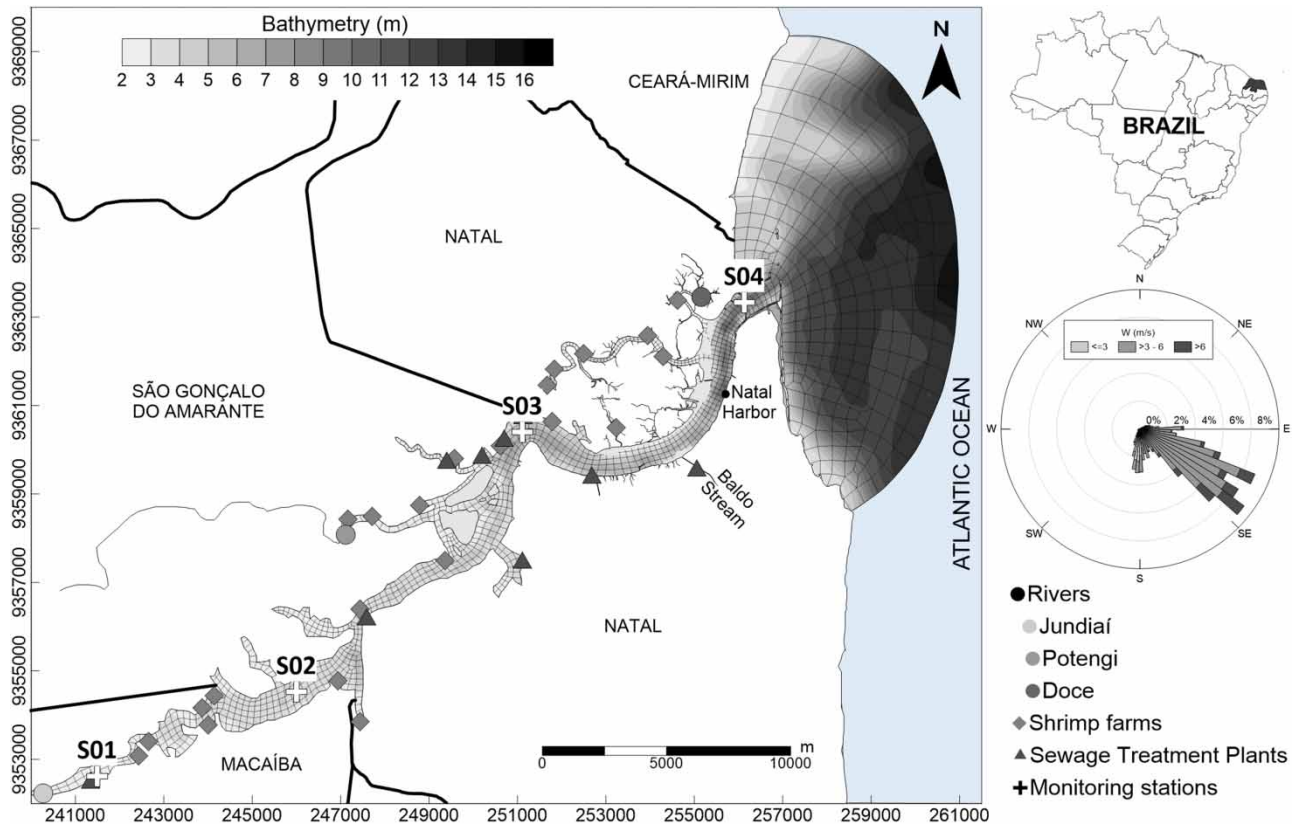 Bathymetry (m)
2 3 4 5 6 7 8 9 10 11 12 13 14 15 16
N
CEARÁ-MIRIM
NATAL
S04
SÃO GONÇALO
DO AMARANTE
S03
Natal
Harbor
Baldo
Stream
ATLANTIC OCEAN
NATAL
S02
S01
MACAÍBA
m
0 5000 10000
9369000
9367000
9365000
9363000
9361000
9359000
9357000
9355000
9353000
241000 243000 245000 247000 249000 251000 253000 255000 257000 259000 261000
BRAZIL
N
NW NE
W (m/s)
<=3 >3 - 6 >6
0% 2% 4% 6% 8%
W E
SW SE
S
Rivers
Jundiaí
Potengi
Doce
Shrimp farms
Sewage Treatment Plants
Monitoring stations